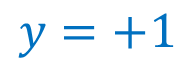 y = +1